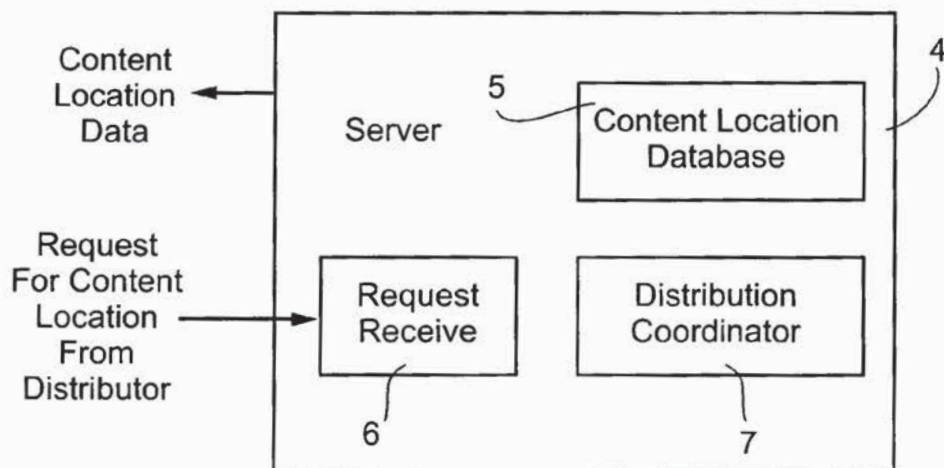 Content
Location
Data
Server
5
Content Location
Database
4
Request
For Content
Location
From
Distributor
Request
Receive
6
Distribution
Coordinator
7